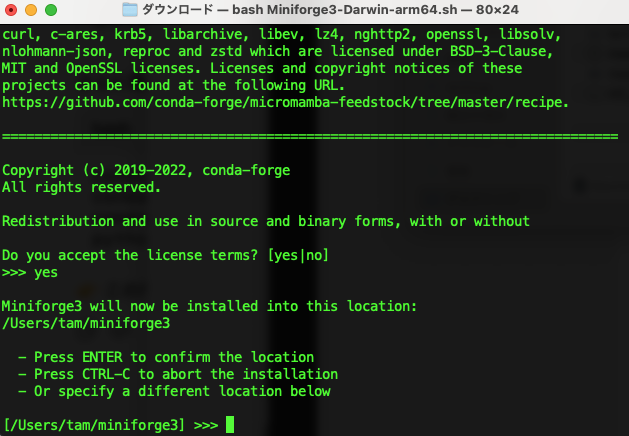 ダウンロード — bash Miniforge3-Darwin-arm64.sh — 80×24
curl, c-ares, krb5, libarchive, libev, lz4, nghttp2, openssl, libsolv,
nlohmann-json, reproc and zstd which are licensed under BSD-3-Clause,
MIT and OpenSSL licenses. Licenses and copyright notices of these
projects can be found at the following URL.
https://github.com/conda-forge/micromamba-feedstock/tree/master/recipe.
=============================================================================
Copyright (c) 2019-2022, conda-forge
All rights reserved.
Redistribution and use in source and binary forms, with or without
Do you accept the license terms? [yes|no]
>>> yes
Miniforge3 will now be installed into this location:
/Users/tam/miniforge3
- Press ENTER to confirm the location
- Press CTRL-C to abort the installation
- Or specify a different location below
[/Users/tam/miniforge3] >>>